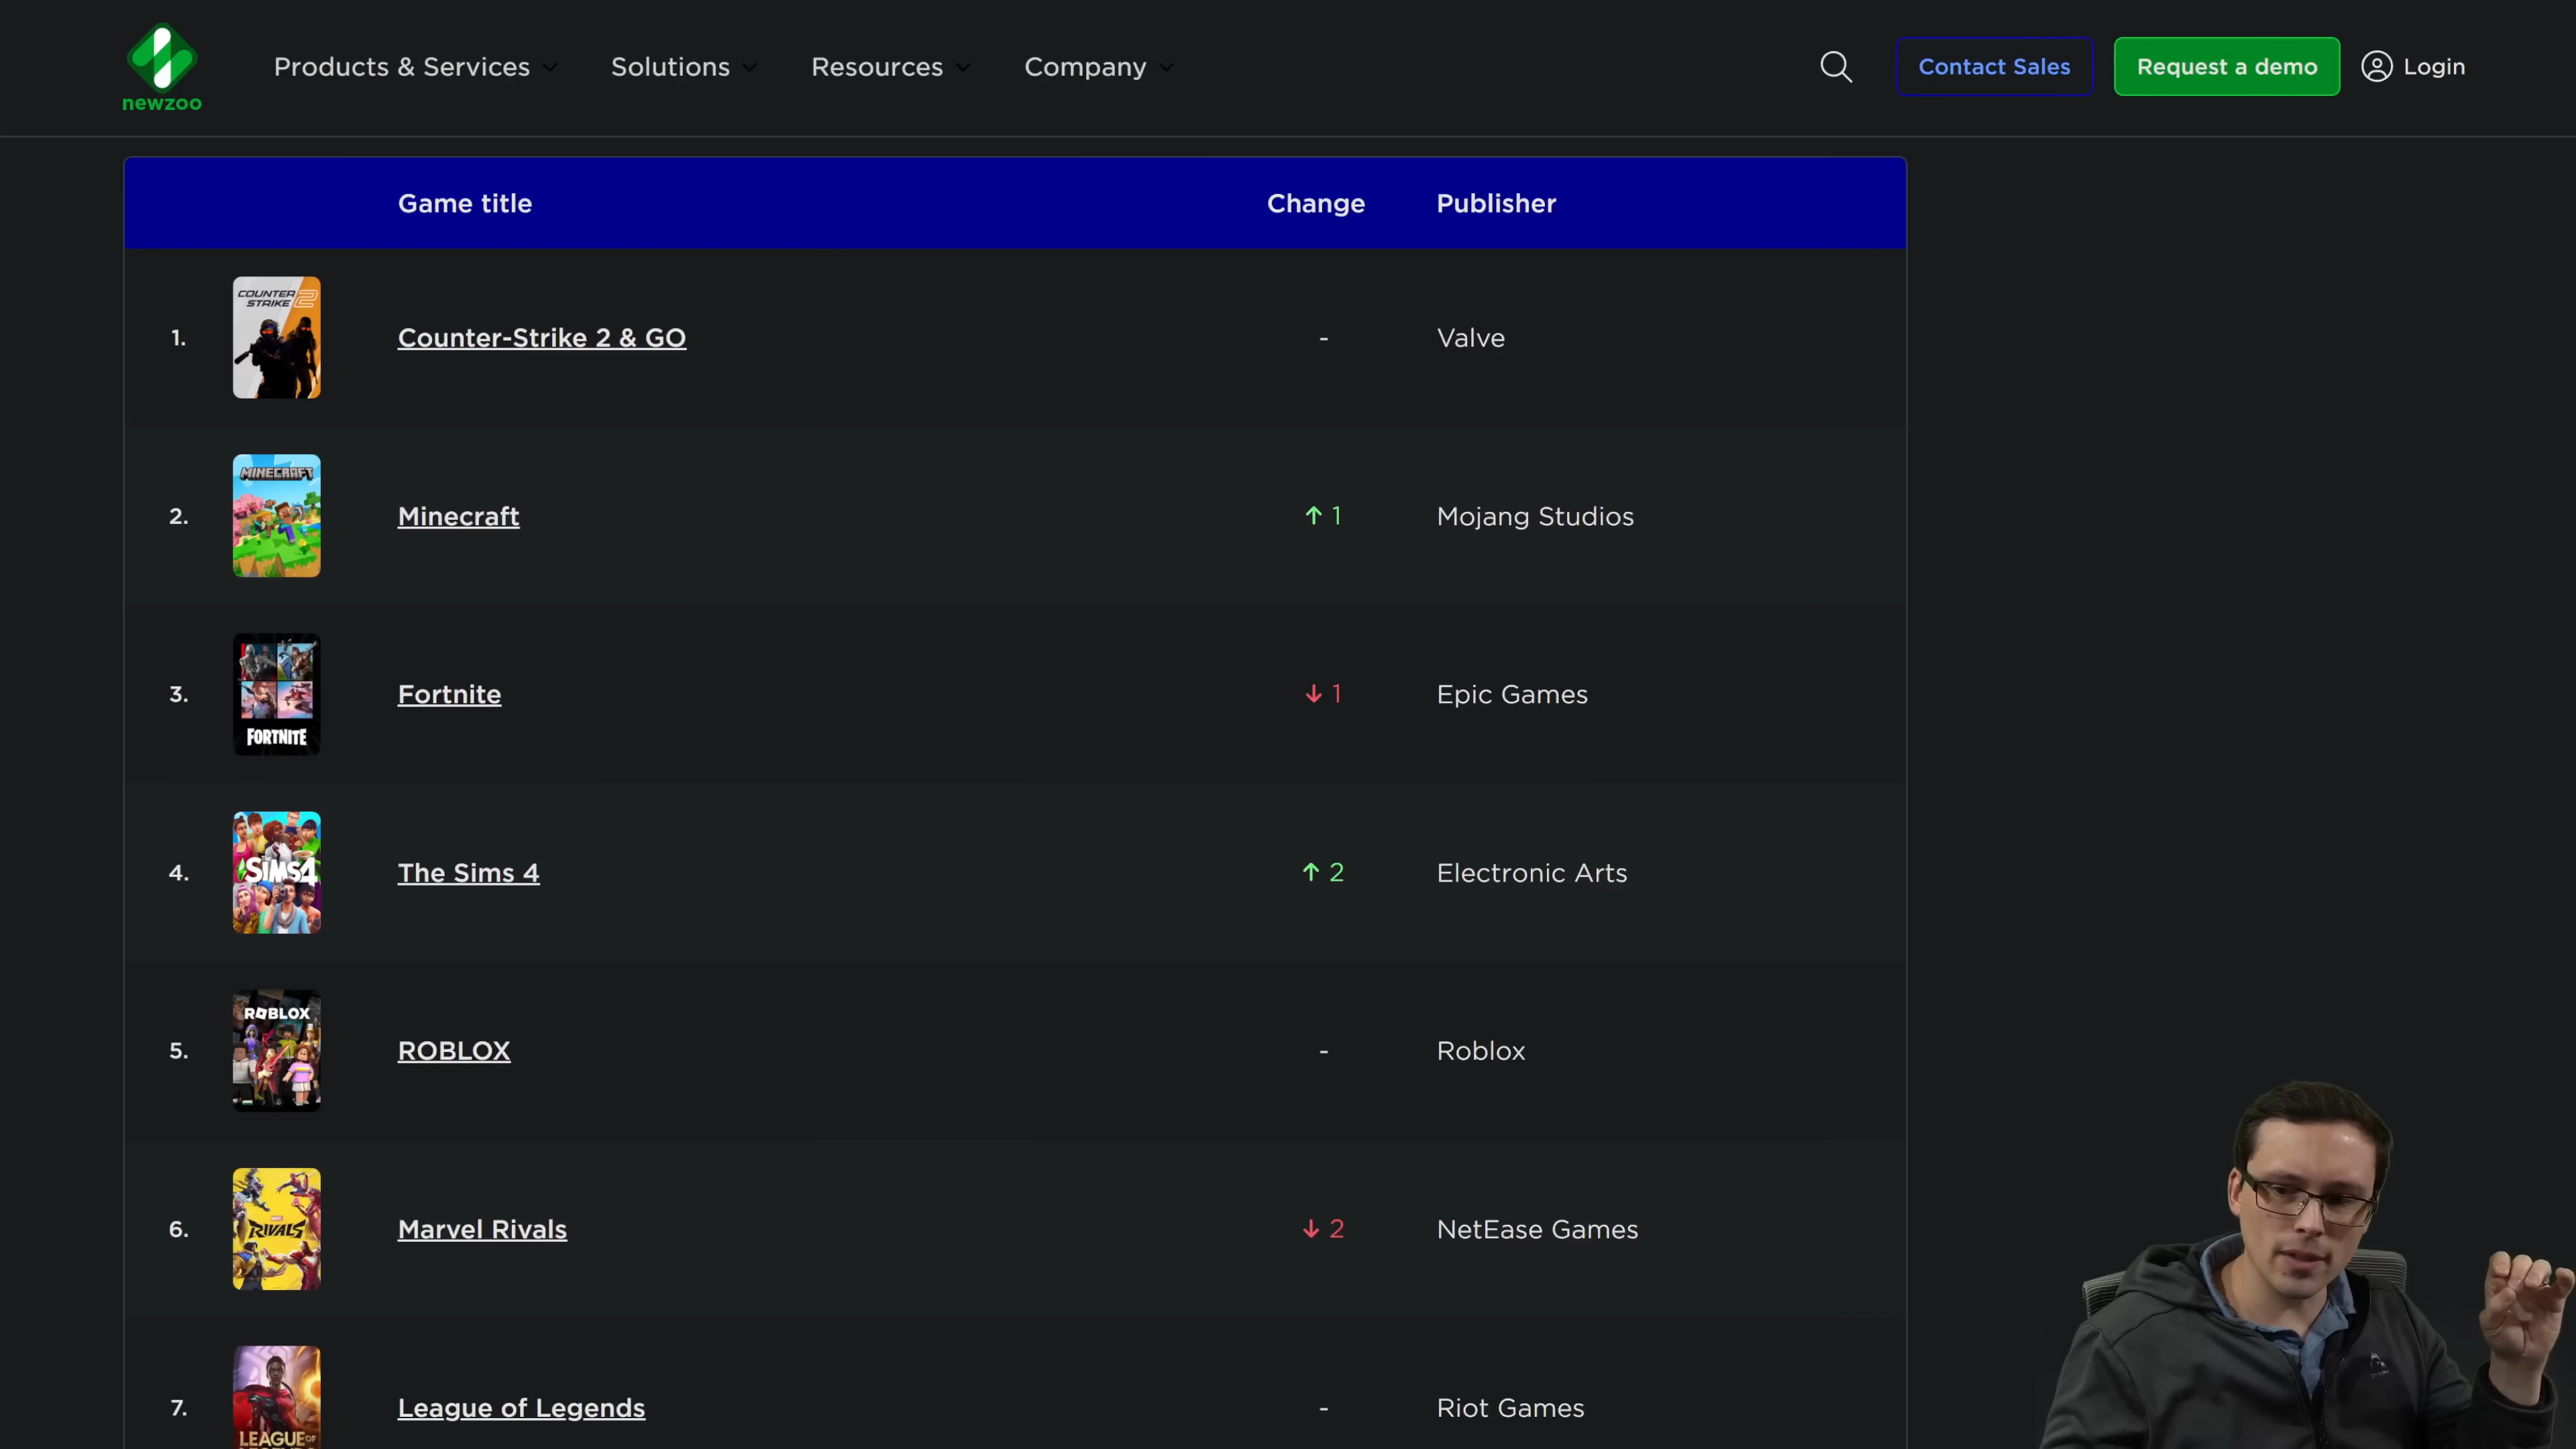 newzoo
Products & Services
Solutions
Resources
Company
Contact Sales
Request a demo
Login
Game title Change Publisher
COUNTER STRIKE 2
1. Counter-Strike 2 & GO - Valve
MINECRAFT
2. Minecraft ↑ 1 Mojang Studios
3. Fortnite ↓ 1 Epic Games
FORTNITE
4. The Sims 4 ↑ 2 Electronic Arts
SIMS4
ROBLOX
5. ROBLOX - Roblox
6. Marvel Rivals ↓ 2 NetEase Games
RIVALS
7. League of Legends - Riot Games
LEAGUE OF